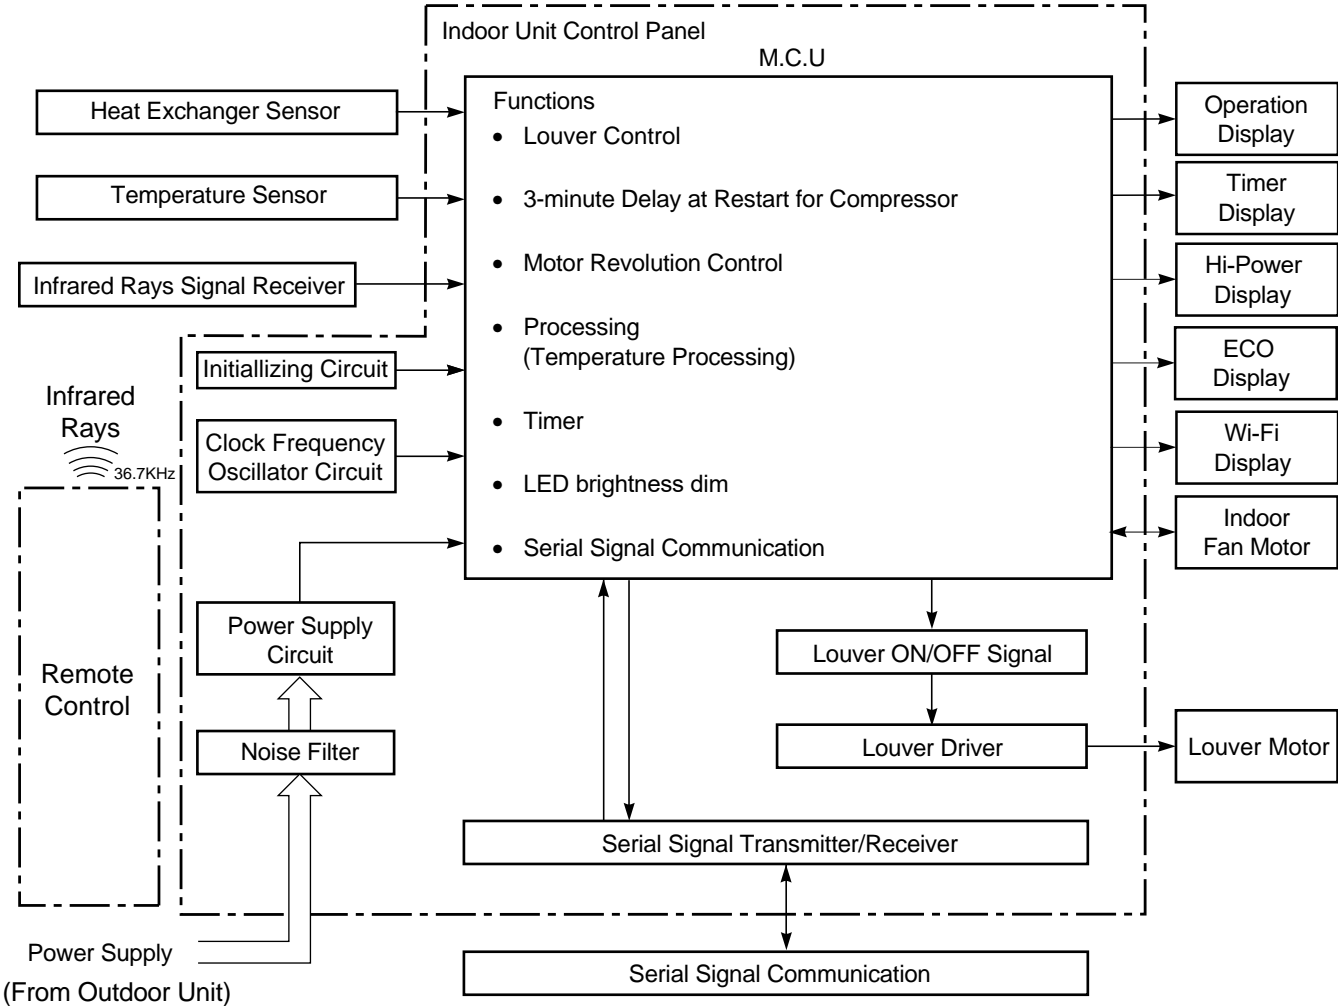 Indoor Unit Control Panel
M.C.U
Heat Exchanger Sensor
Temperature Sensor
Infrared Rays Signal Receiver
Initiallizing Circuit
Clock Frequency
Oscillator Circuit
Infrared
Rays
36.7KHz
Remote
Control
Power Supply
Circuit
Noise Filter
Power Supply
(From Outdoor Unit)
Functions
• Louver Control
• 3-minute Delay at Restart for Compressor
• Motor Revolution Control
• Processing
(Temperature Processing)
• Timer
• LED brightness dim
• Serial Signal Communication
Louver ON/OFF Signal
Louver Driver
Serial Signal Transmitter/Receiver
Serial Signal Communication
Operation
Display
Timer
Display
Hi-Power
Display
ECO
Display
Wi-Fi
Display
Indoor
Fan Motor
Louver Motor